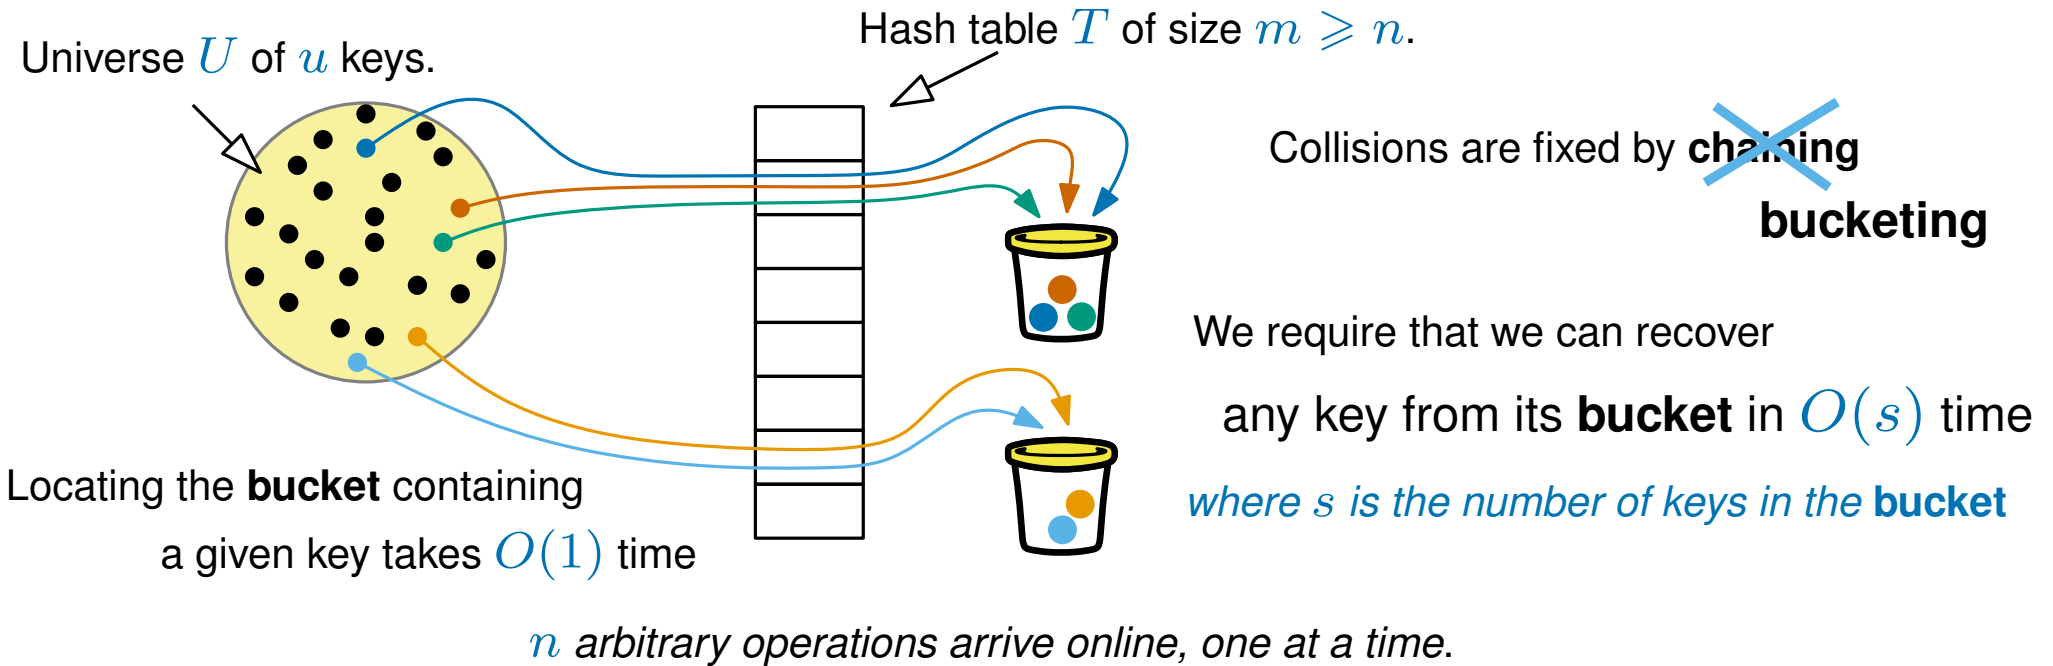 Hash table T of size m ⩾ n.
Universe U of u keys.
Collisions are fixed by chaining
bucketing
We require that we can recover
any key from its bucket in O(s) time
where s is the number of keys in the bucket
Locating the bucket containing
a given key takes O(1) time
n arbitrary operations arrive online, one at a time.